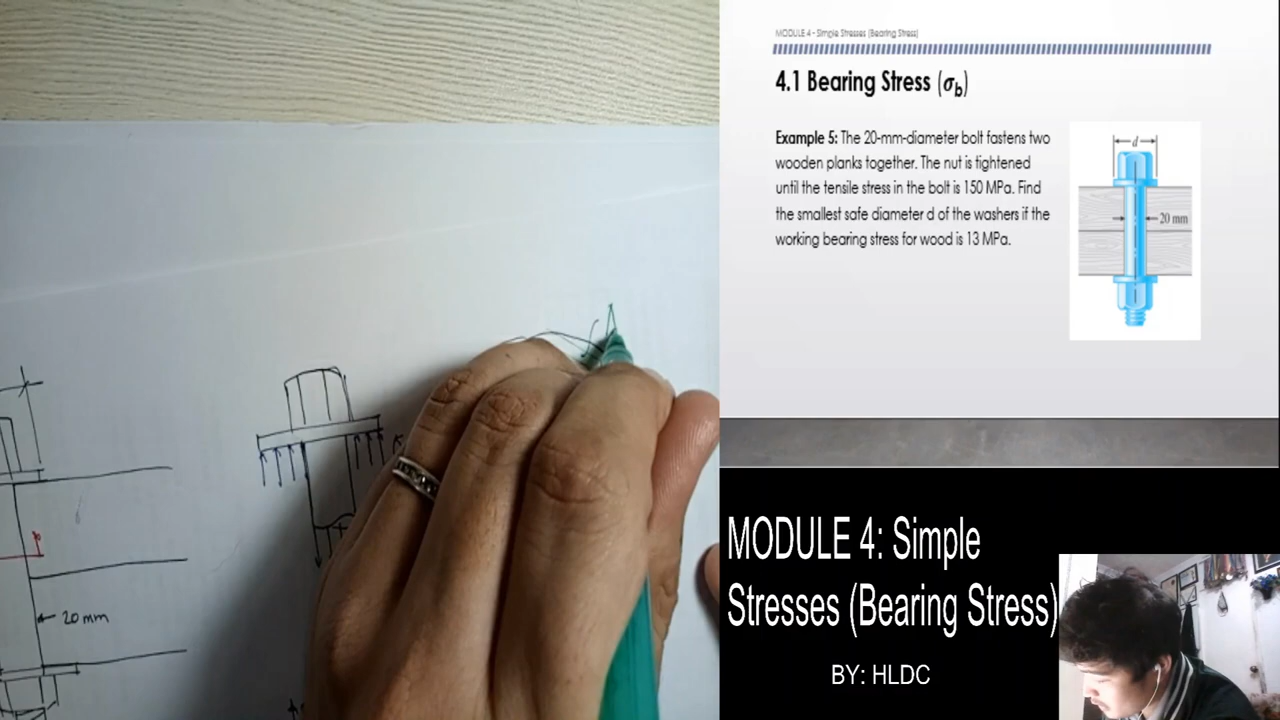 MODULE 4 - Simple Stresses (Bearing Stress)
4.1 Bearing Stress (σb)
Example 5: The 20-mm-diameter bolt fastens two
wooden planks together. The nut is tightened
until the tensile stress in the bolt is 150 MPa. Find
the smallest safe diameter d of the washers if the
working bearing stress for wood is 13 MPa.
d
20 mm
20 mm
MODULE 4: Simple
Stresses (Bearing Stress)
BY: HLDC